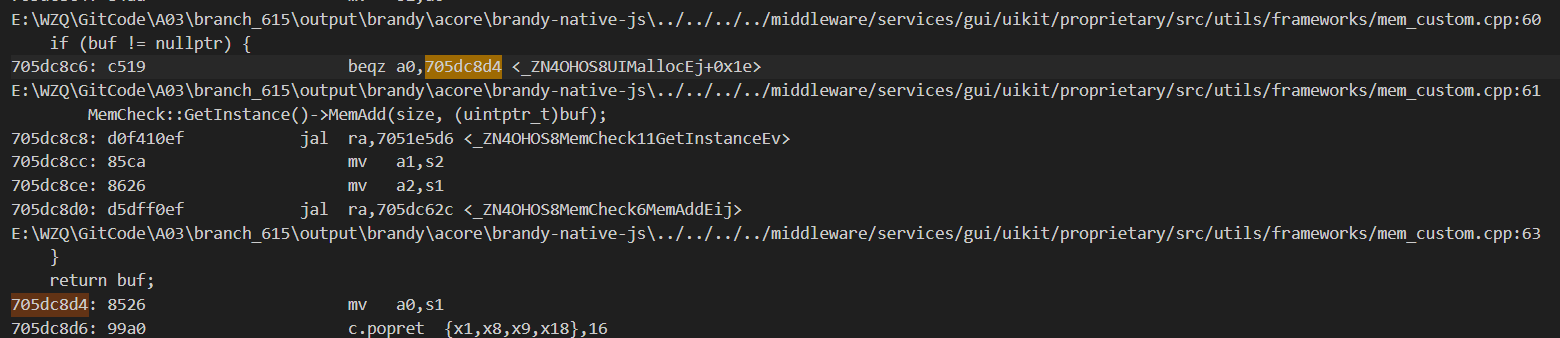 E:\WZQ\GitCode\A03\branch_615\output\brandy\acore\brandy-native-js\../../../../middleware/services/gui/uikit/proprietary/src/utils/frameworks/mem_custom.cpp:60
    if (buf != nullptr) {
705dc8c6: c519                	beqz	a0,705dc8d4 <_ZN4OHOS8UIMallocEj+0x1e>
E:\WZQ\GitCode\A03\branch_615\output\brandy\acore\brandy-native-js\../../../../middleware/services/gui/uikit/proprietary/src/utils/frameworks/mem_custom.cpp:61
        MemCheck::GetInstance()->MemAdd(size, (uintptr_t)buf);
705dc8c8: d0f410ef          	jal	ra,7051e5d6 <_ZN4OHOS8MemCheck11GetInstanceEv>
705dc8cc: 85ca                	mv	a1,s2
705dc8ce: 8626                	mv	a2,s1
705dc8d0: d5dff0ef          	jal	ra,705dc62c <_ZN4OHOS8MemCheck6MemAddEij>
E:\WZQ\GitCode\A03\branch_615\output\brandy\acore\brandy-native-js\../../../../middleware/services/gui/uikit/proprietary/src/utils/frameworks/mem_custom.cpp:63
    }
    return buf;
705dc8d4: 8526                	mv	a0,s1
705dc8d6: 99a0                	c.popret	{x1,x8,x9,x18},16